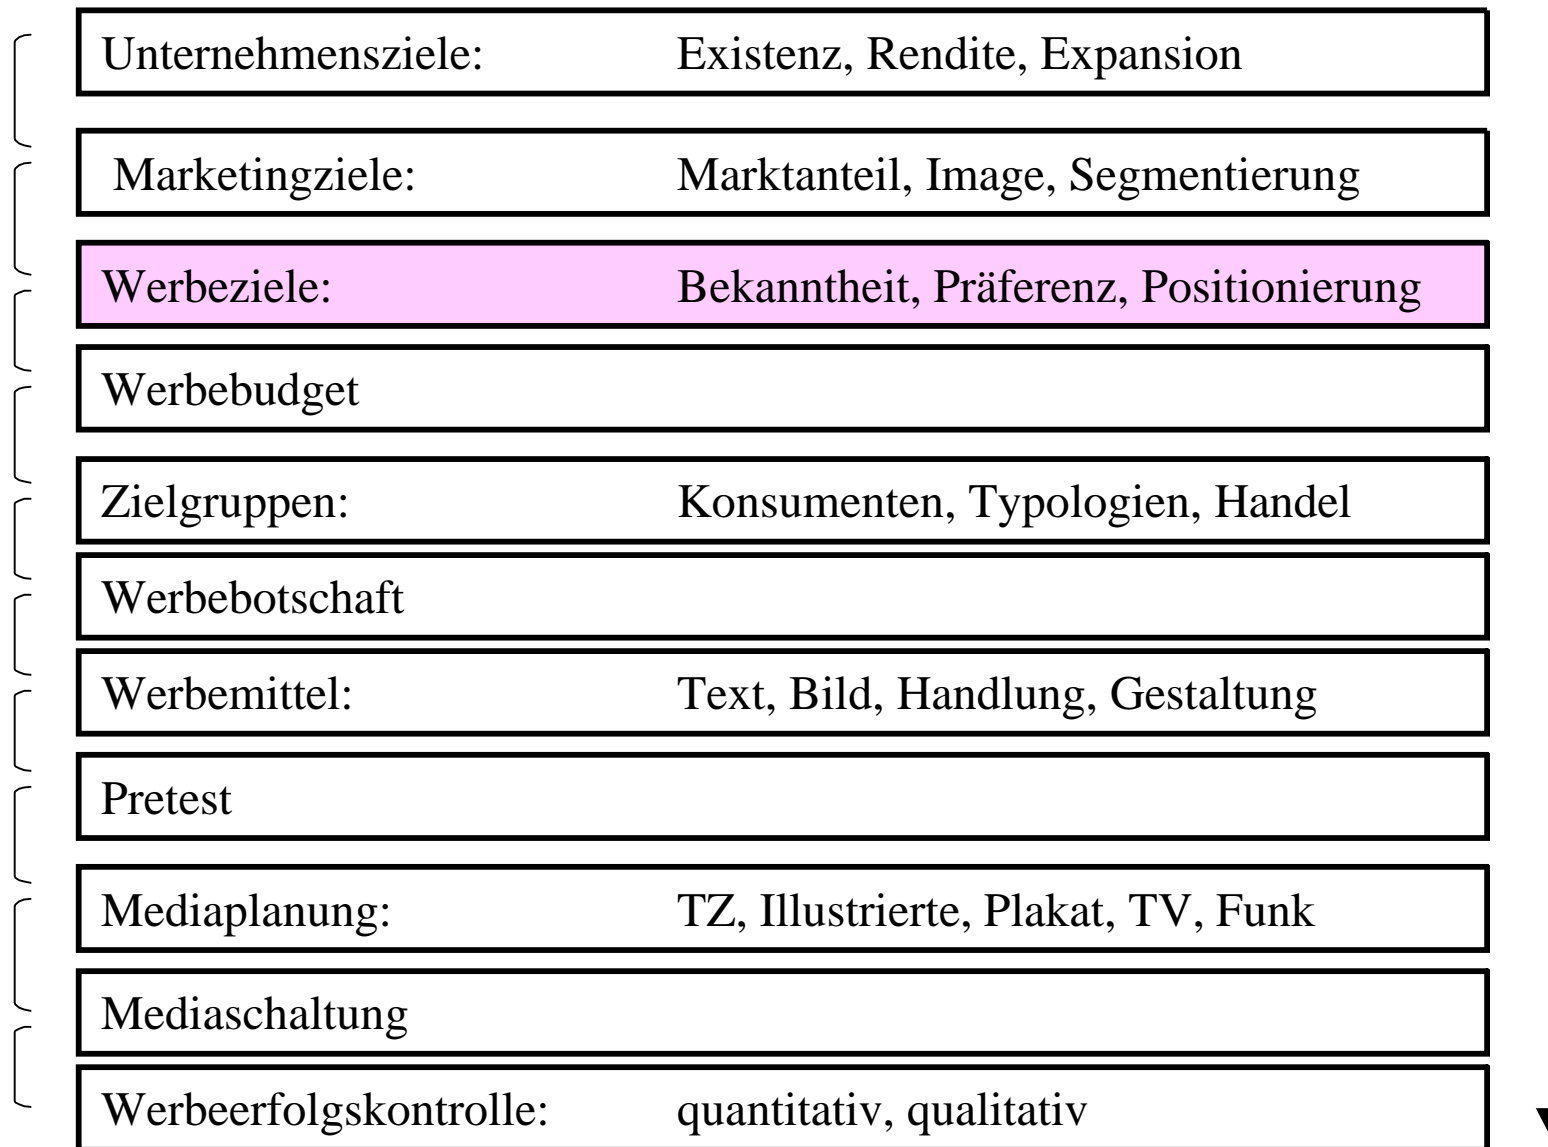 Unternehmensziele: Existenz, Rendite, Expansion
Marketingziele: Marktanteil, Image, Segmentierung
Werbeziele: Bekanntheit, Präferenz, Positionierung
Werbebudget
Zielgruppen: Konsumenten, Typologien, Handel
Werbebotschaft
Werbemittel: Text, Bild, Handlung, Gestaltung
Pretest
Mediaplanung: TZ, Illustrierte, Plakat, TV, Funk
Mediaschaltung
Werbeerfolgskontrolle: quantitativ, qualitativ